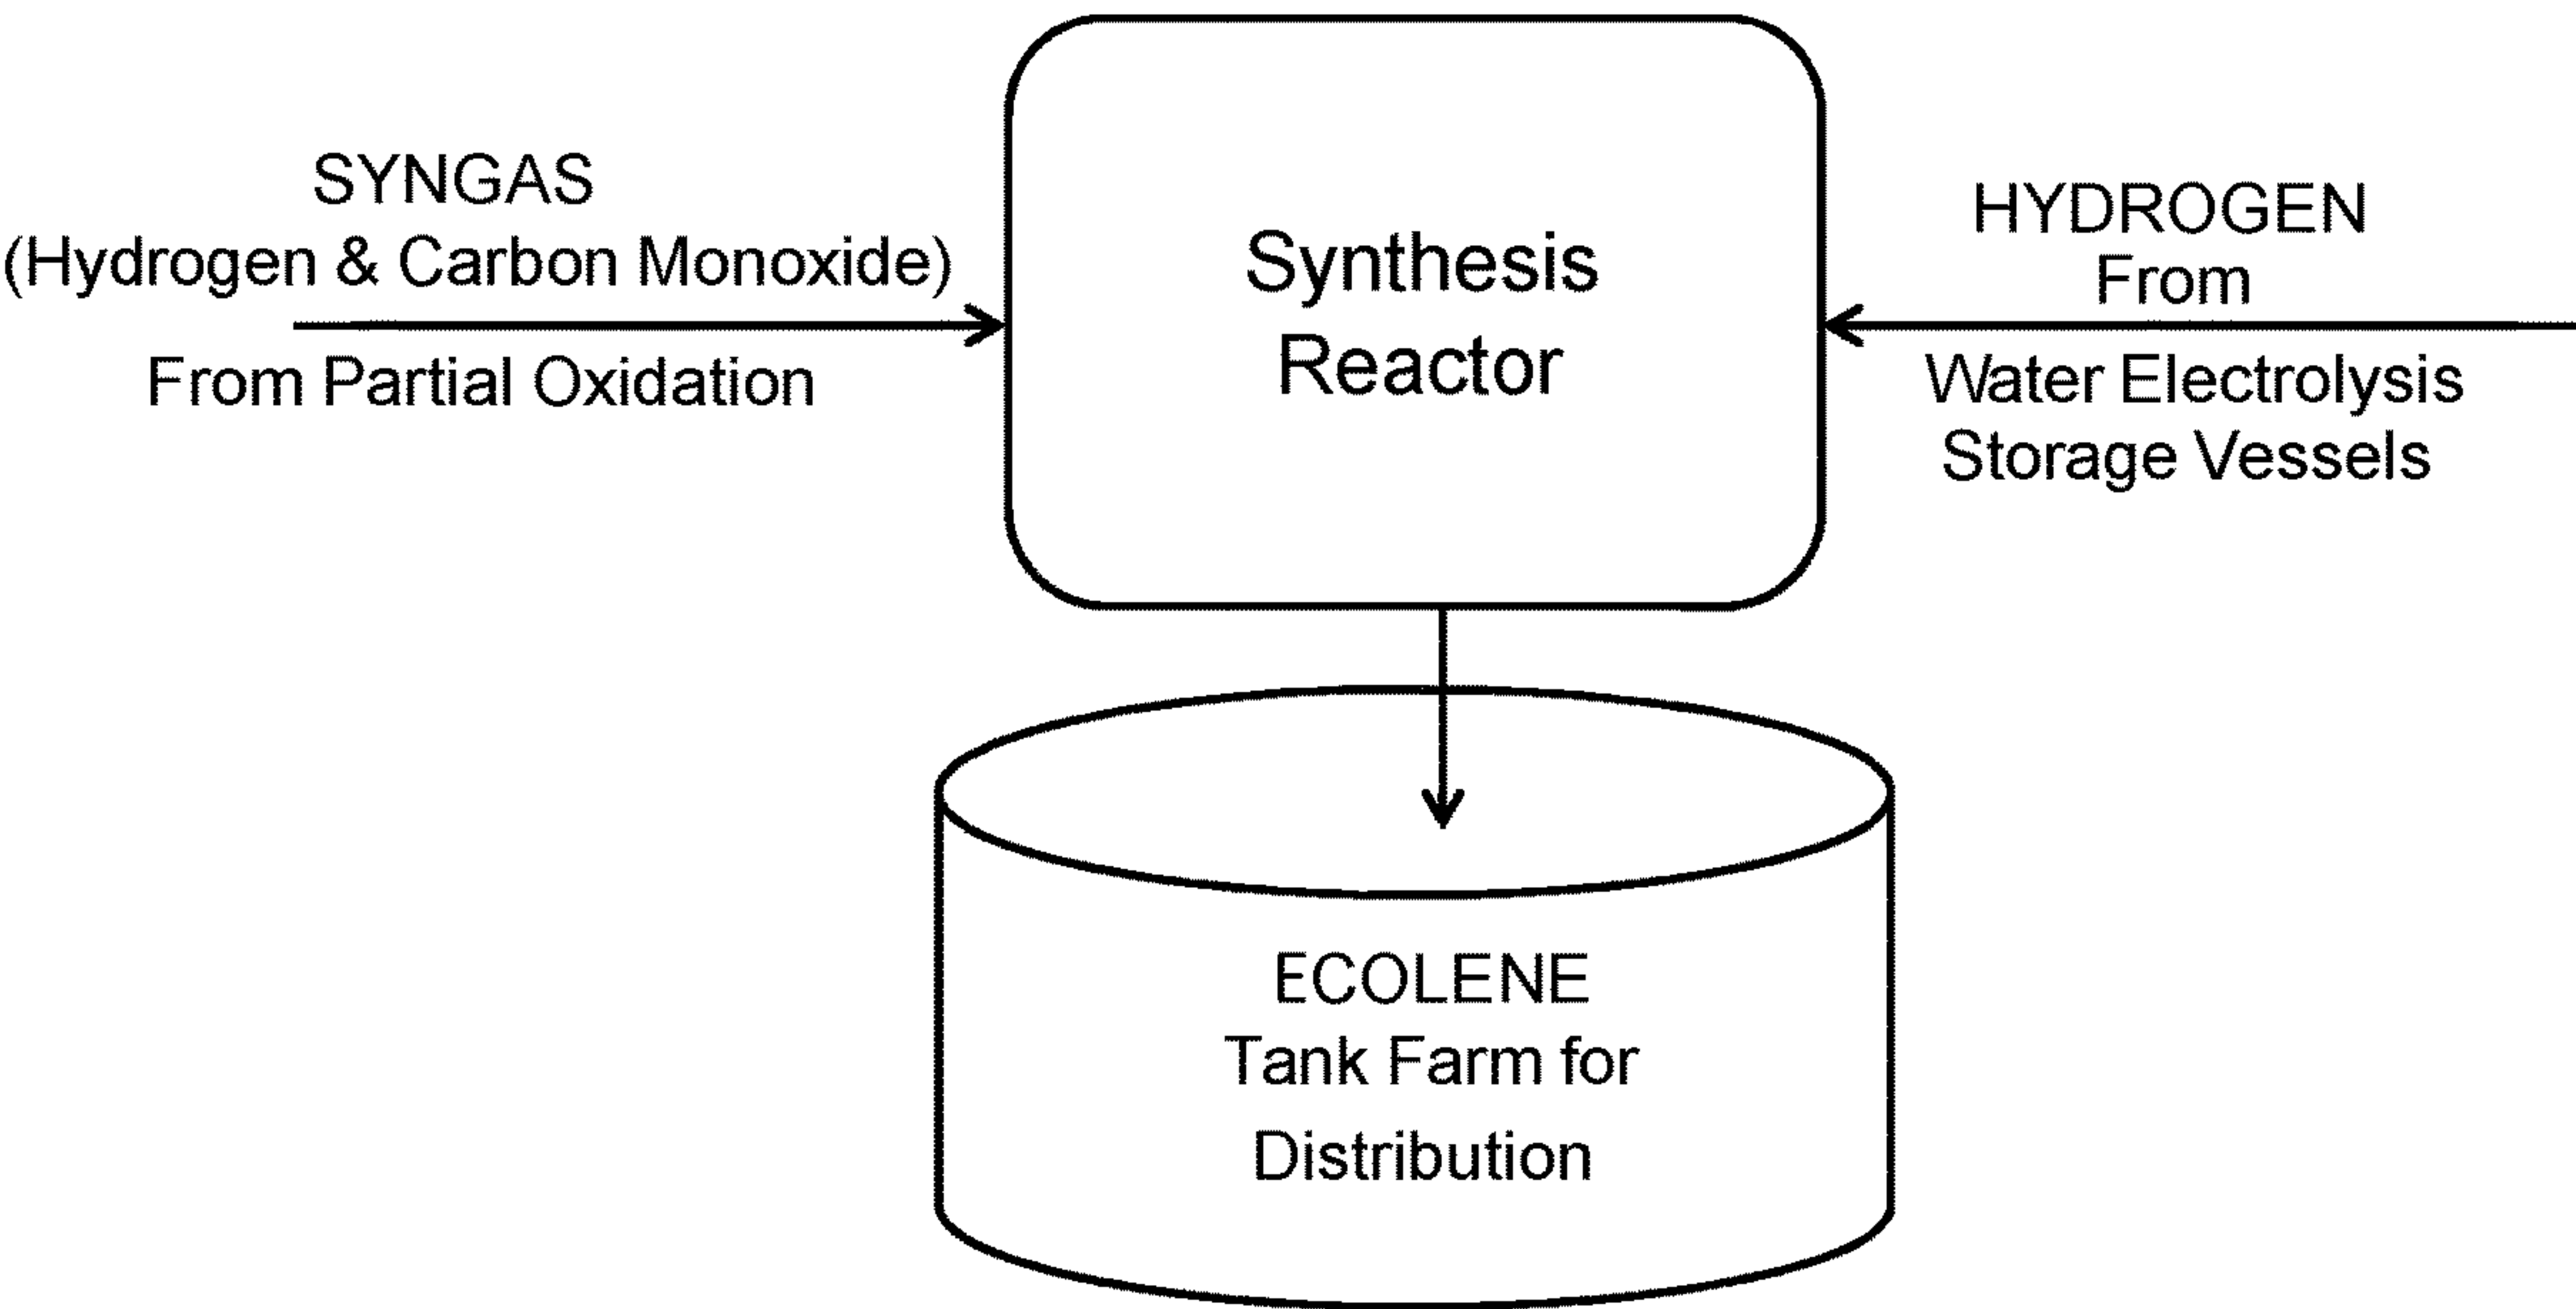 SYNGAS
(Hydrogen & Carbon Monoxide)
From Partial Oxidation
Synthesis
Reactor
HYDROGEN
From
Water Electrolysis
Storage Vessels
ECOLENE
Tank Farm for
Distribution